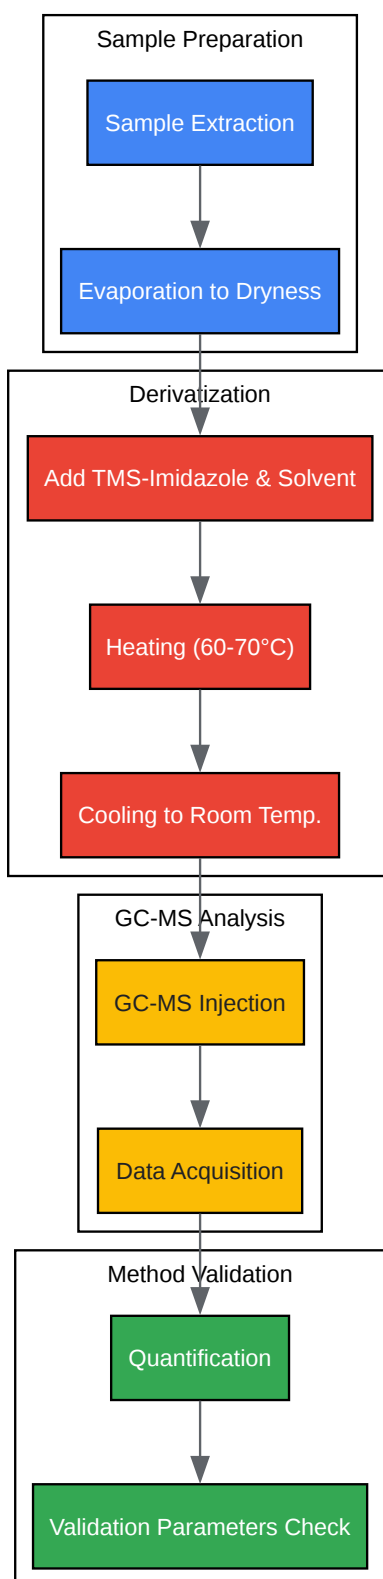 Sample Preparation
Sample Extraction
Evaporation to Dryness
Derivatization
Add TMS-Imidazole & Solvent
Heating (60-70°C)
Cooling to Room Temp.
GC-MS Analysis
GC-MS Injection
Data Acquisition
Method Validation
Quantification
Validation Parameters Check